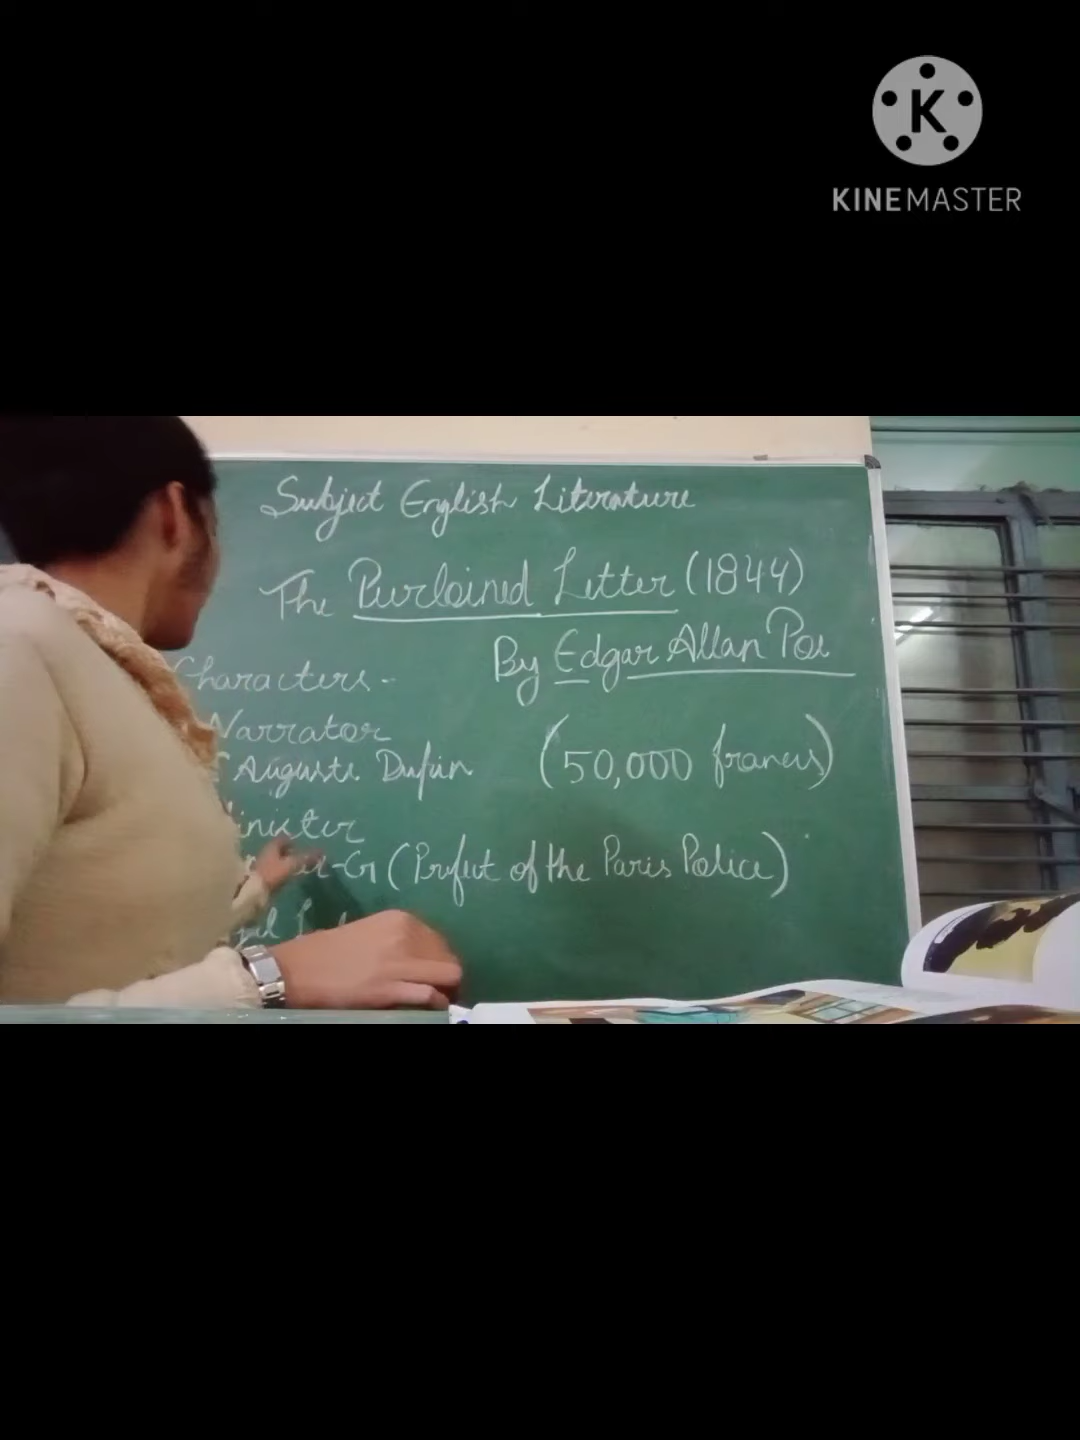 KINEMASTER
Subject English Literature
The Purloined Letter (1844)
By Edgar Allan Poe
Characters-
Narrator
Auguste Dupin (50,000 francs)
-G (Prefect of the Paris Police)